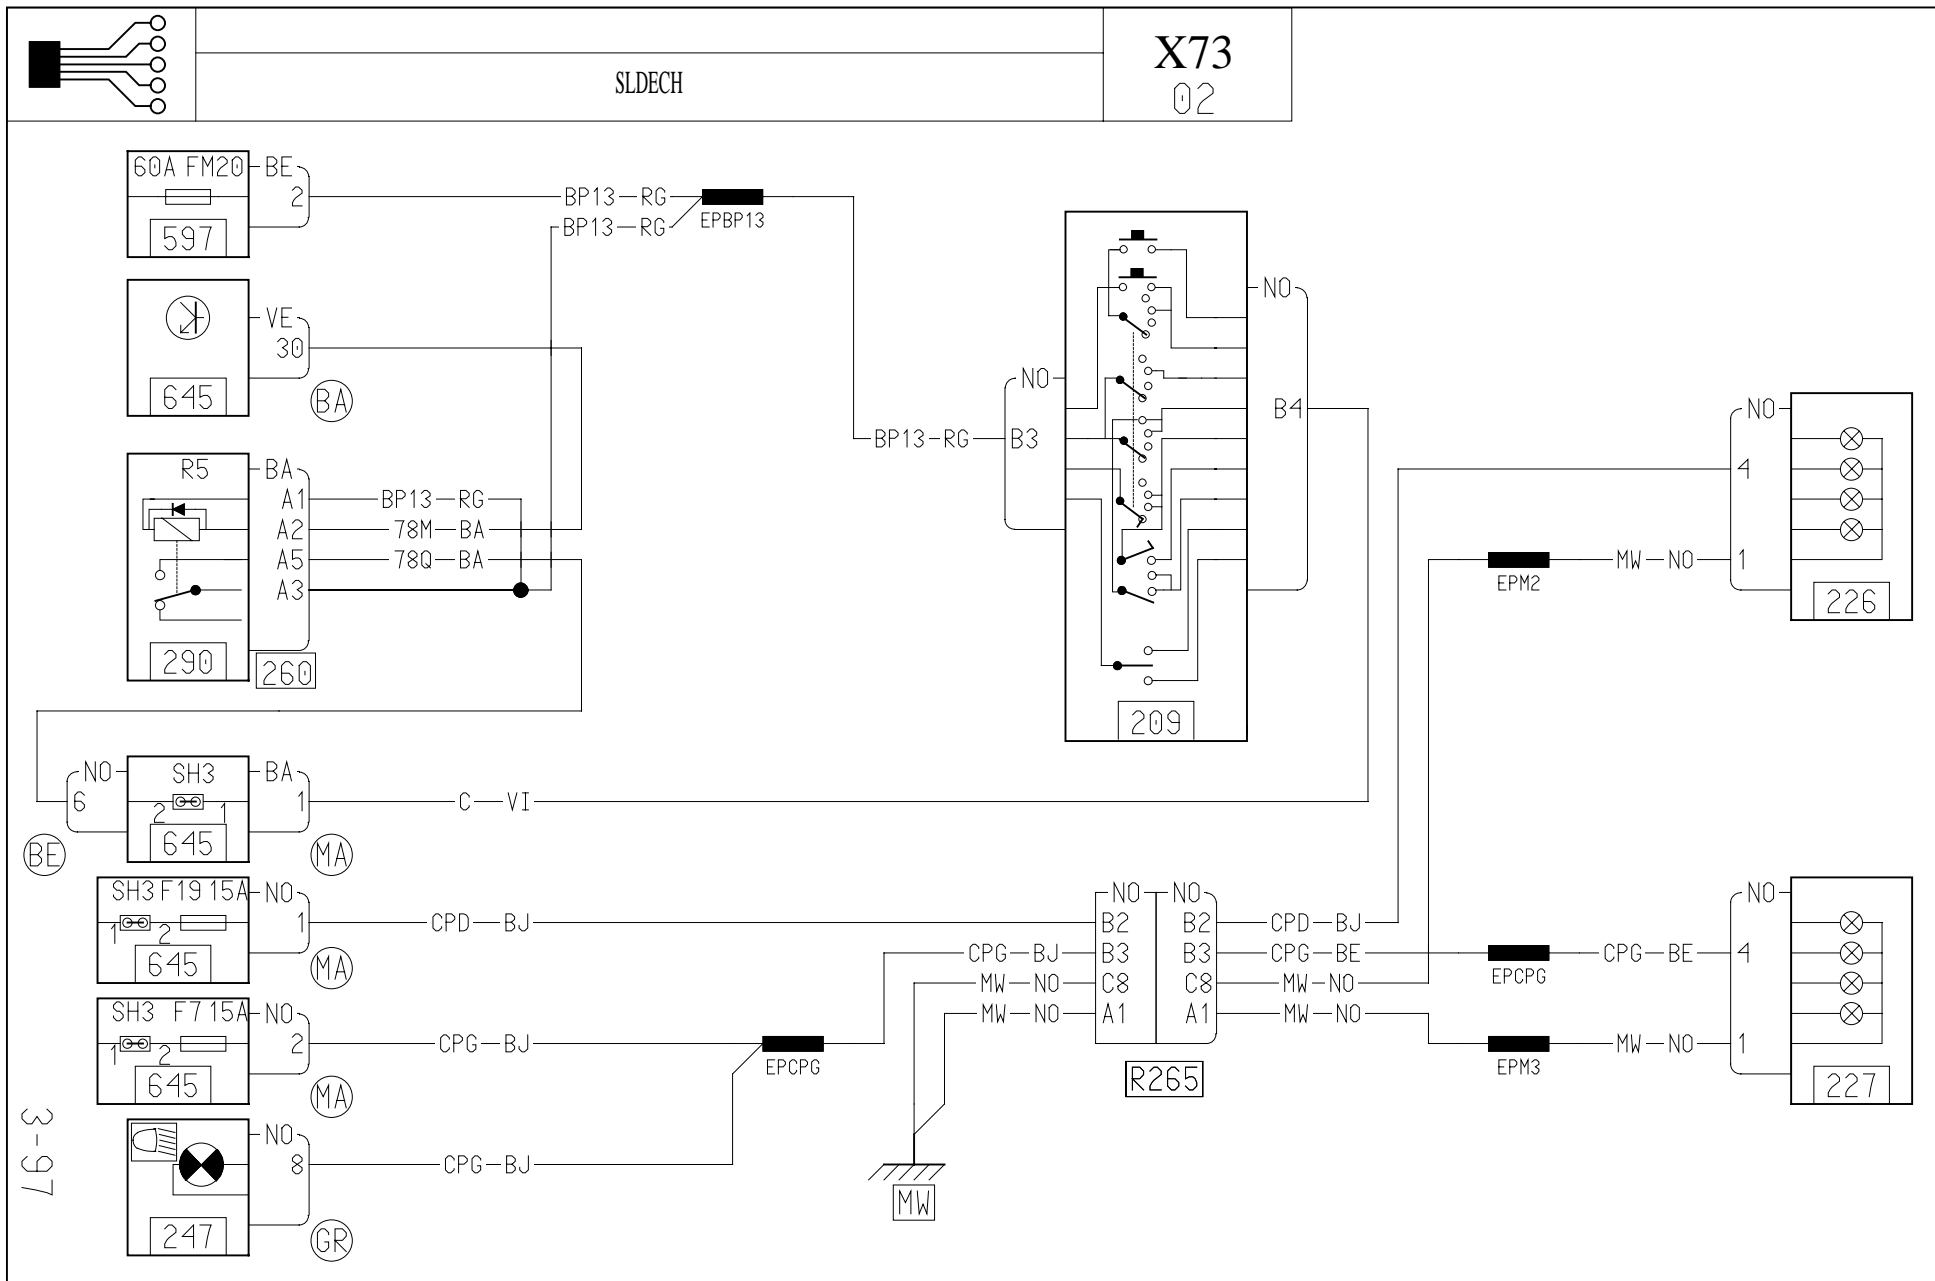 SLDECH
X73
02
60A FM20
BE
2
597
BP13 RG
BP13 RG
EPBP13
VE
30
645
BA
R5
BA
A1
BP13 RG
A2
78M BA
A5
78Q BA
A3
290
260
NO
B3
BP13 RG
NO
B4
209
NO
4
1
226
EPM2
MW NO
NO
6
SH3
2
1
645
BA
1
BE
MA
C VI
SH3 F19 15A
NO
1
1
2
645
MA
CPD BJ
SH3 F7 15A
NO
1
2
2
645
MA
CPG BJ
EPCPG
NO
8
CPG BJ
247
GR
NO
NO
B2
B2
CPD BJ
CPG BJ
B3
B3
CPG BE
MW NO
C8
C8
MW NO
MW NO
A1
A1
MW NO
R265
MW
EPCPG
CPG BE
EPM3
MW NO
NO
4
1
227
3-97